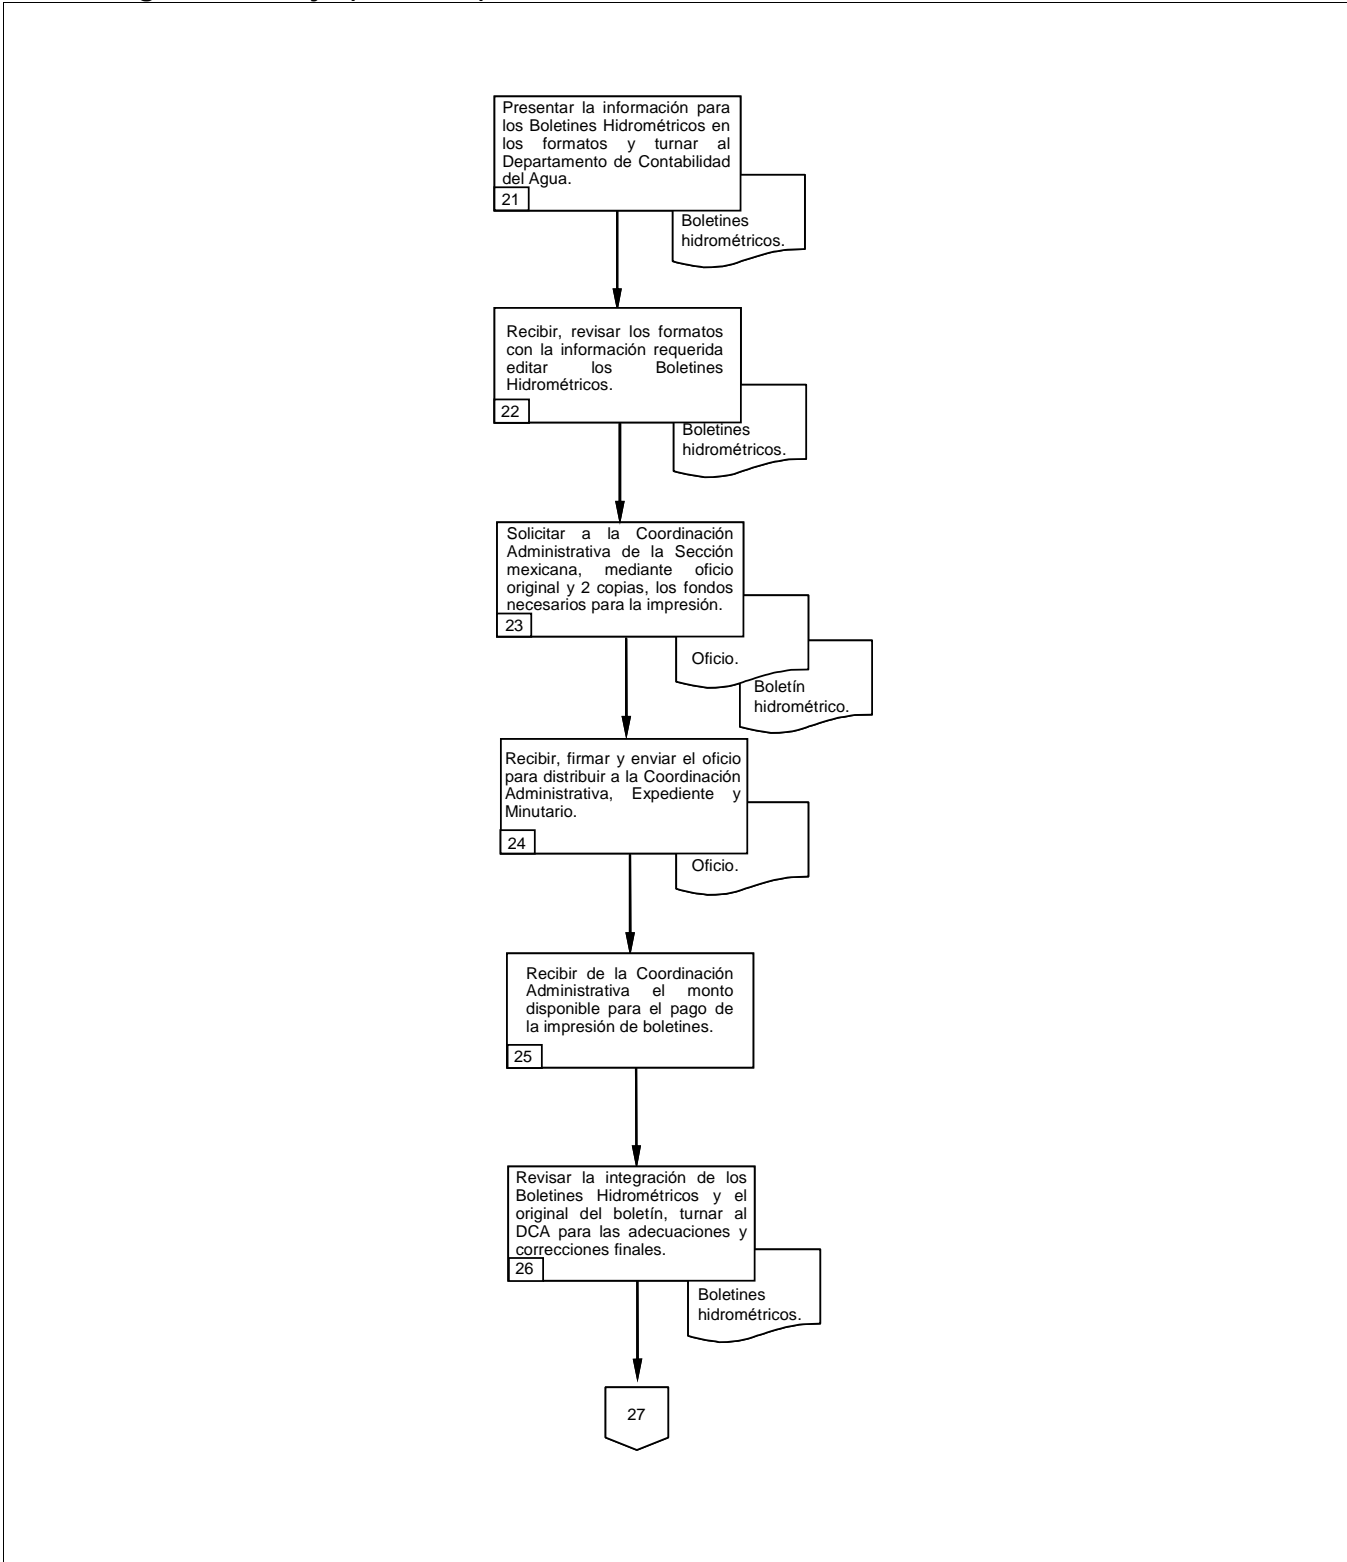 Presentar la información para
los Boletines Hidrométricos en
los formatos y turnar al
Departamento de Contabilidad
del Agua.
21
Boletines
hidrométricos.
Recibir, revisar los formatos
con la información requerida
editar los Boletines
Hidrométricos.
22
Boletines
hidrométricos.
Solicitar a la Coordinación
Administrativa de la Sección
mexicana, mediante oficio
original y 2 copias, los fondos
necesarios para la impresión.
23
Oficio.
Boletín
hidrométrico.
Recibir, firmar y enviar el oficio
para distribuir a la Coordinación
Administrativa, Expediente y
Minutario.
24
Oficio.
Recibir de la Coordinación
Administrativa el monto
disponible para el pago de
la impresión de boletines.
25
Revisar la integración de los
Boletines Hidrométricos y el
original del boletín, turnar al
DCA para las adecuaciones y
correcciones finales.
26
Boletines
hidrométricos.
27